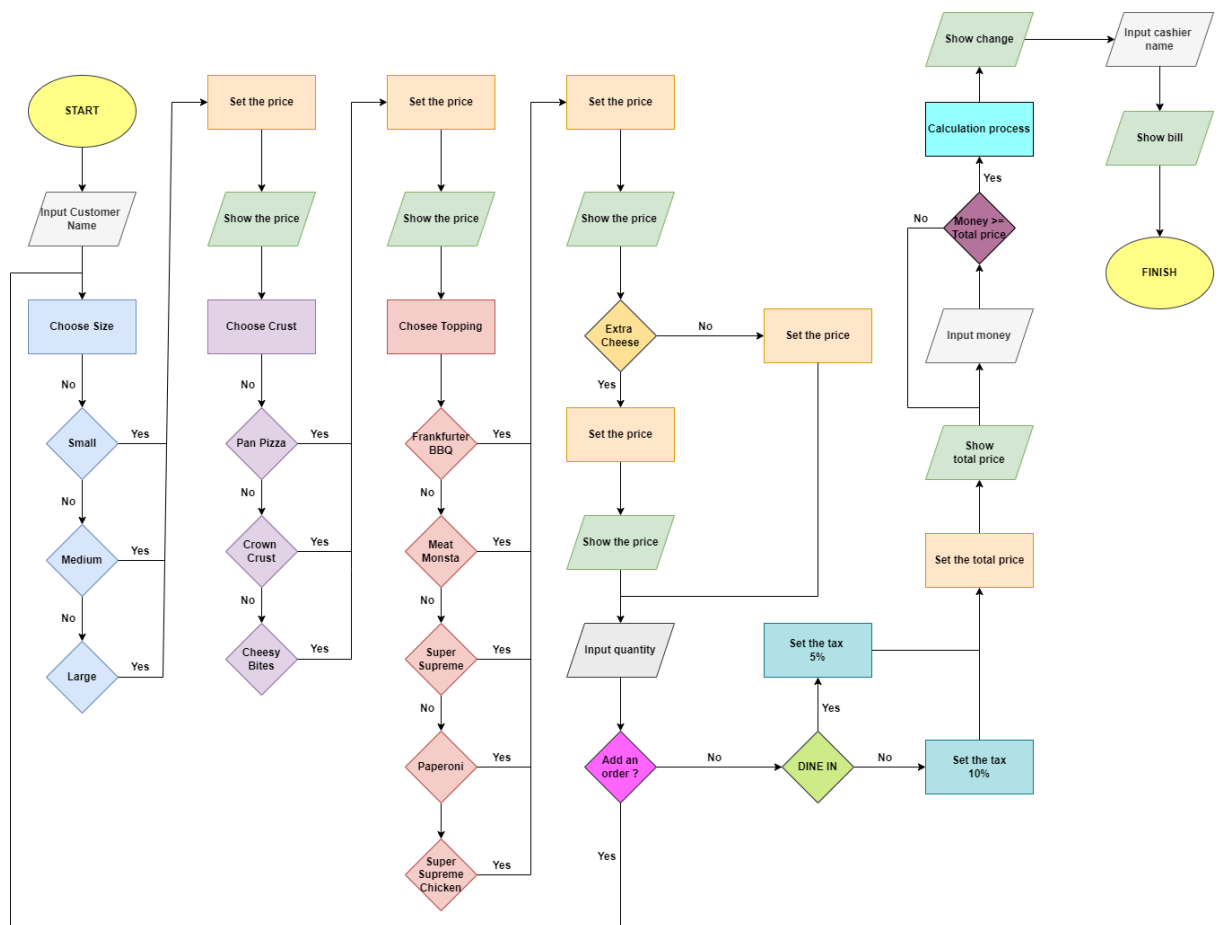 START
Input Customer
Name
Choose Size
No
Small
Yes
No
Medium
Yes
No
Large
Yes
Set the price
Show the price
Choose Crust
No
Pan Pizza
Yes
No
Crown
Crust
Yes
No
Cheesy
Bites
Yes
Set the price
Show the price
Chosee Topping
No
Frankfurter
BBQ
Yes
No
Meat
Monsta
Yes
No
Super
Supreme
Yes
No
Paperoni
Yes
Super
Supreme
Chicken
Yes
Set the price
Show the price
Extra
Cheese
No
Set the price
Yes
Set the price
Show the price
Input quantity
Add an
order ?
Yes
No
DINE IN
Yes
Set the tax
5%
No
Set the tax
10%
Set the total price
Show
total price
Input money
Money >=
Total price
No
Yes
Calculation process
Show change
Input cashier
name
Show bill
FINISH